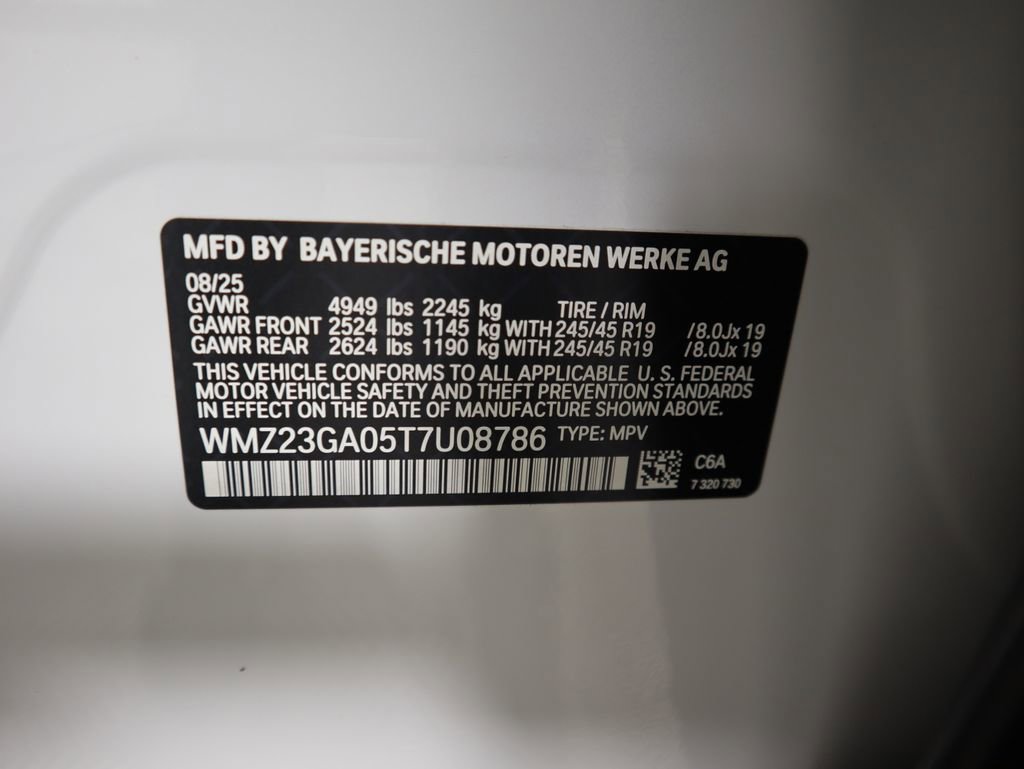 MFD BY BAYERISCHE MOTOREN WERKE AG
08/25
GVWR 4949 lbs 2245 kg TIRE / RIM
GAWR FRONT 2524 lbs 1145 kg WITH 245/45 R19 /8.0Jx 19
GAWR REAR 2624 lbs 1190 kg WITH 245/45 R19 /8.0Jx 19
THIS VEHICLE CONFORMS TO ALL APPLICABLE U. S. FEDERAL
MOTOR VEHICLE SAFETY AND THEFT PREVENTION STANDARDS
IN EFFECT ON THE DATE OF MANUFACTURE SHOWN ABOVE.
WMZ23GA05T7U08786 TYPE: MPV
C6A
7 320 730